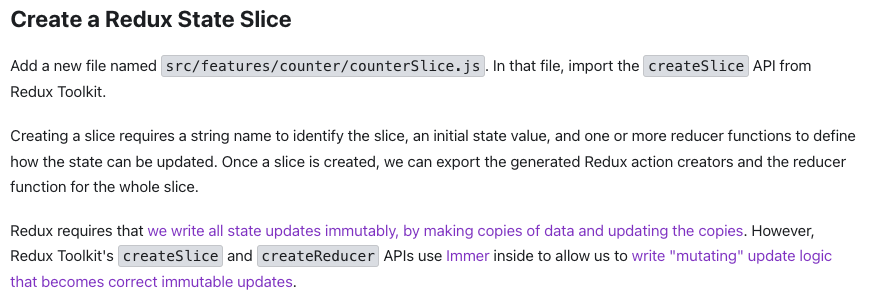 Create a Redux State Slice
Add a new file named src/features/counter/counterSlice.js. In that file, import the createSlice API from
Redux Toolkit.
Creating a slice requires a string name to identify the slice, an initial state value, and one or more reducer functions to define
how the state can be updated. Once a slice is created, we can export the generated Redux action creators and the reducer
function for the whole slice.
Redux requires that we write all state updates immutably, by making copies of data and updating the copies. However,
Redux Toolkit's createSlice and createReducer APIs use Immer inside to allow us to write "mutating" update logic
that becomes correct immutable updates.